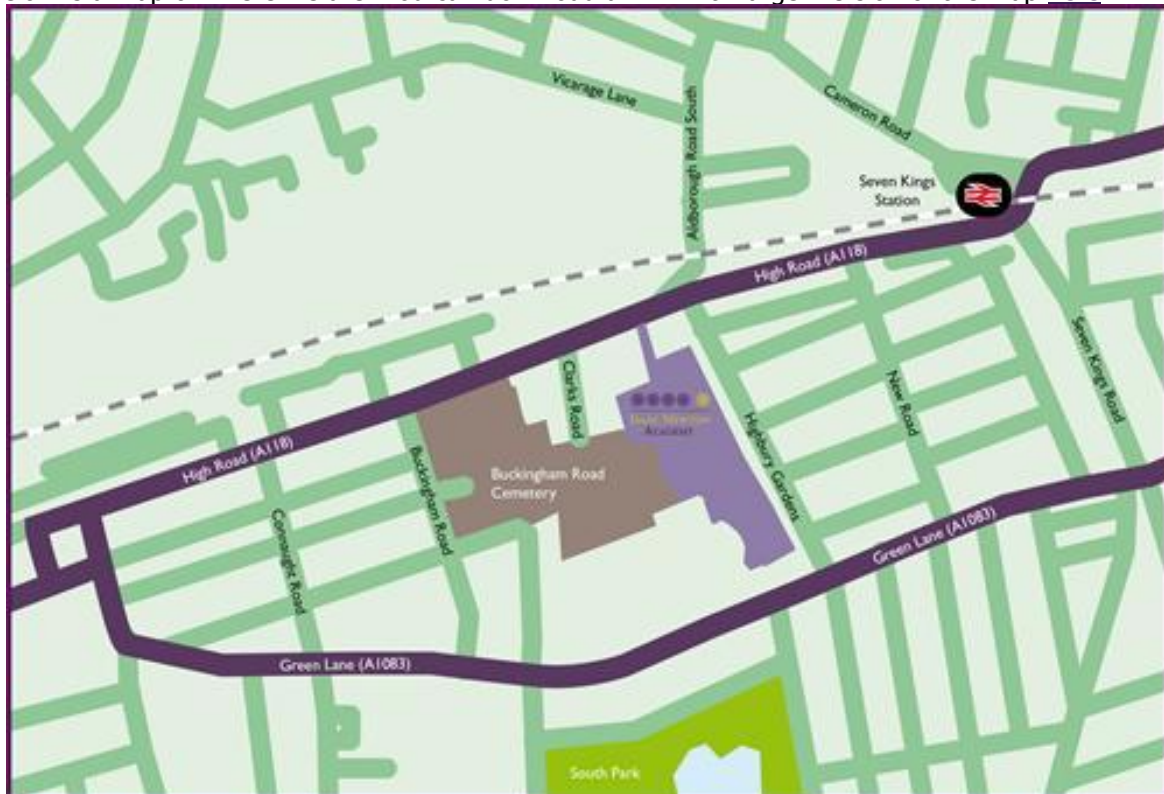 Vicarage Lane
Aldborough Road South
Cameron Road
Seven Kings
Station
High Road (A118)
Clarks Road
Seven Kings Road
New Road
Highbury Gardens
Academy
High Road (A118)
Buckingham Road
Buckingham Road
Cemetery
Connaught Road
Green Lane (A1083)
Green Lane (A1083)
South Park